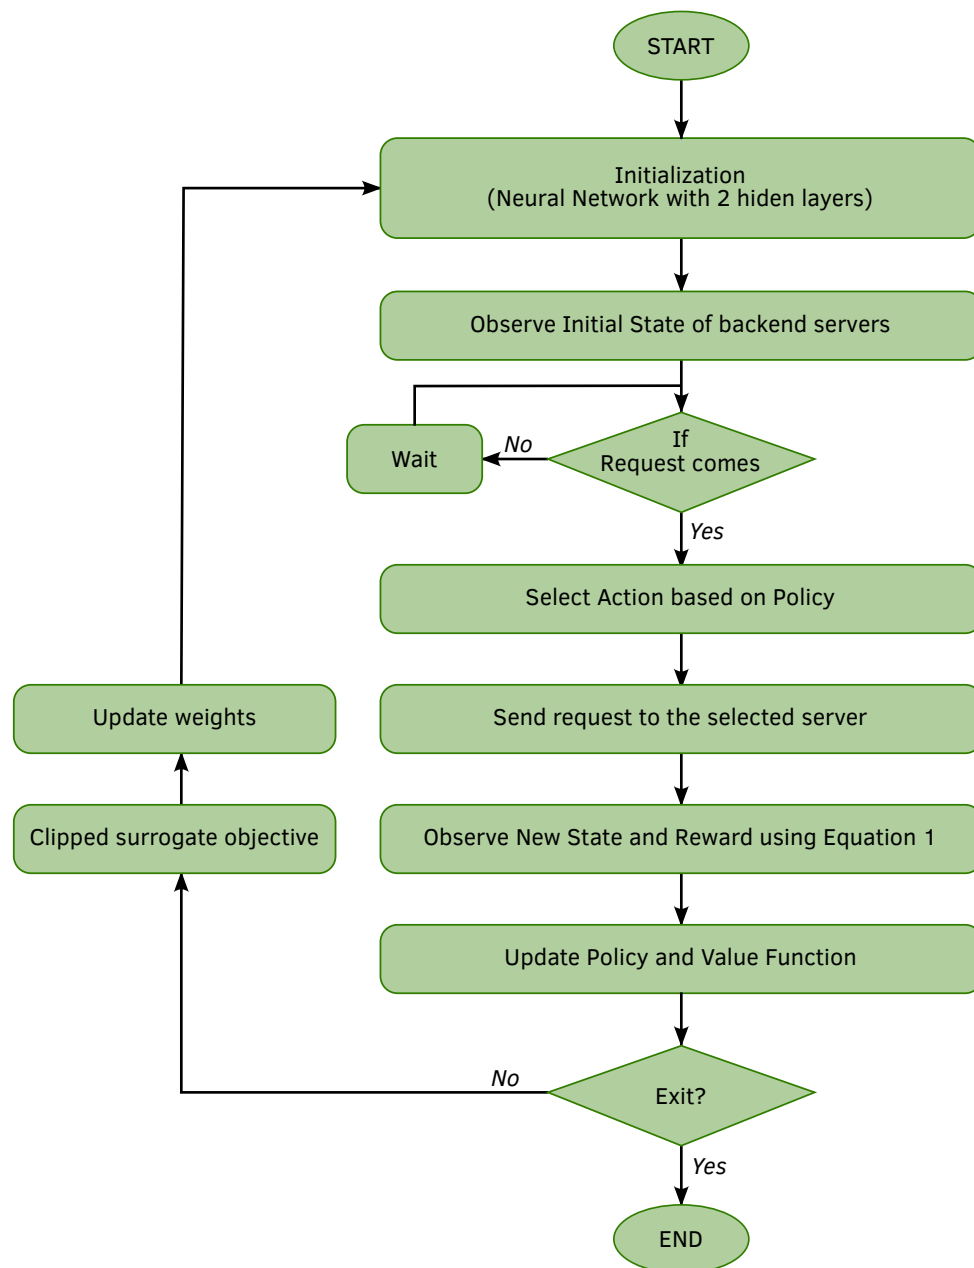 START
Initialization
(Neural Network with 2 hiden layers)
Observe Initial State of backend servers
If
Request comes
No
Wait
Yes
Select Action based on Policy
Send request to the selected server
Update weights
Observe New State and Reward using Equation 1
Clipped surrogate objective
Update Policy and Value Function
Exit?
No
Yes
END